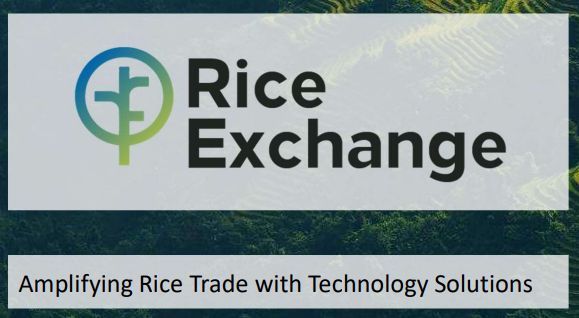 Rice
Exchange
Amplifying Rice Trade with Technology Solutions